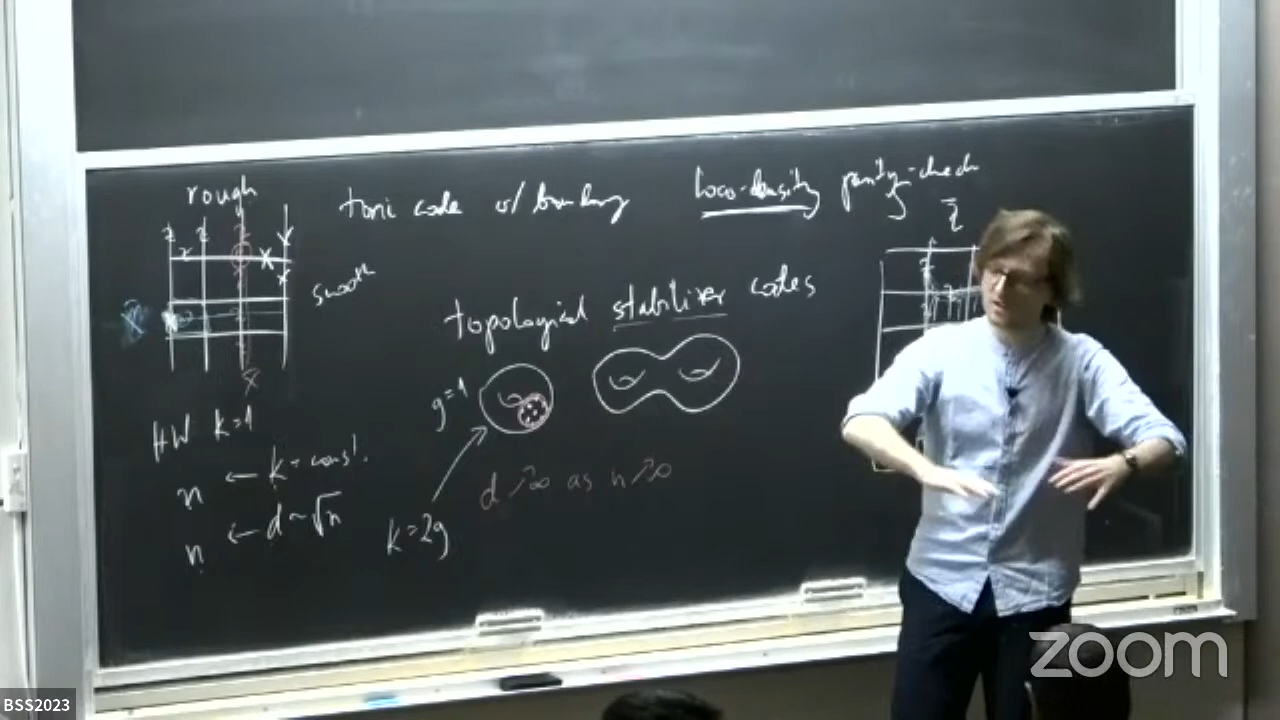 rough
toric code w/ boundary
low-density parity-check
smooth
topological stabilizer codes
Z̄
Z
Z
X
X
X̄
g=1
HW k=1
n ← k=const.
n ← d~√n
k=2g
d↗∞ as n↗∞
zoom
BSS2023